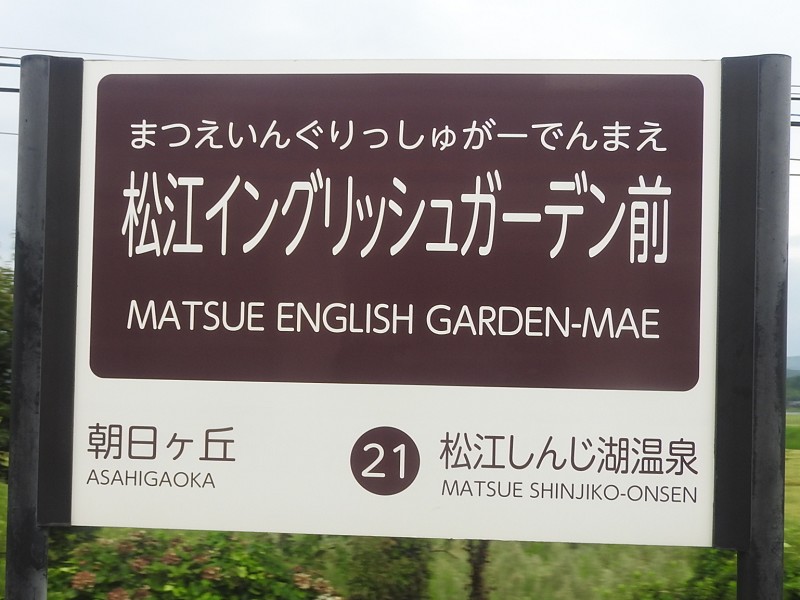 まつえいんぐりっしゅがーでんまえ
松江イングリッシュガーデン前
MATSUE ENGLISH GARDEN-MAE
朝日ヶ丘
ASAHIGAOKA
21
松江しんじ湖温泉
MATSUE SHINJIKO-ONSEN